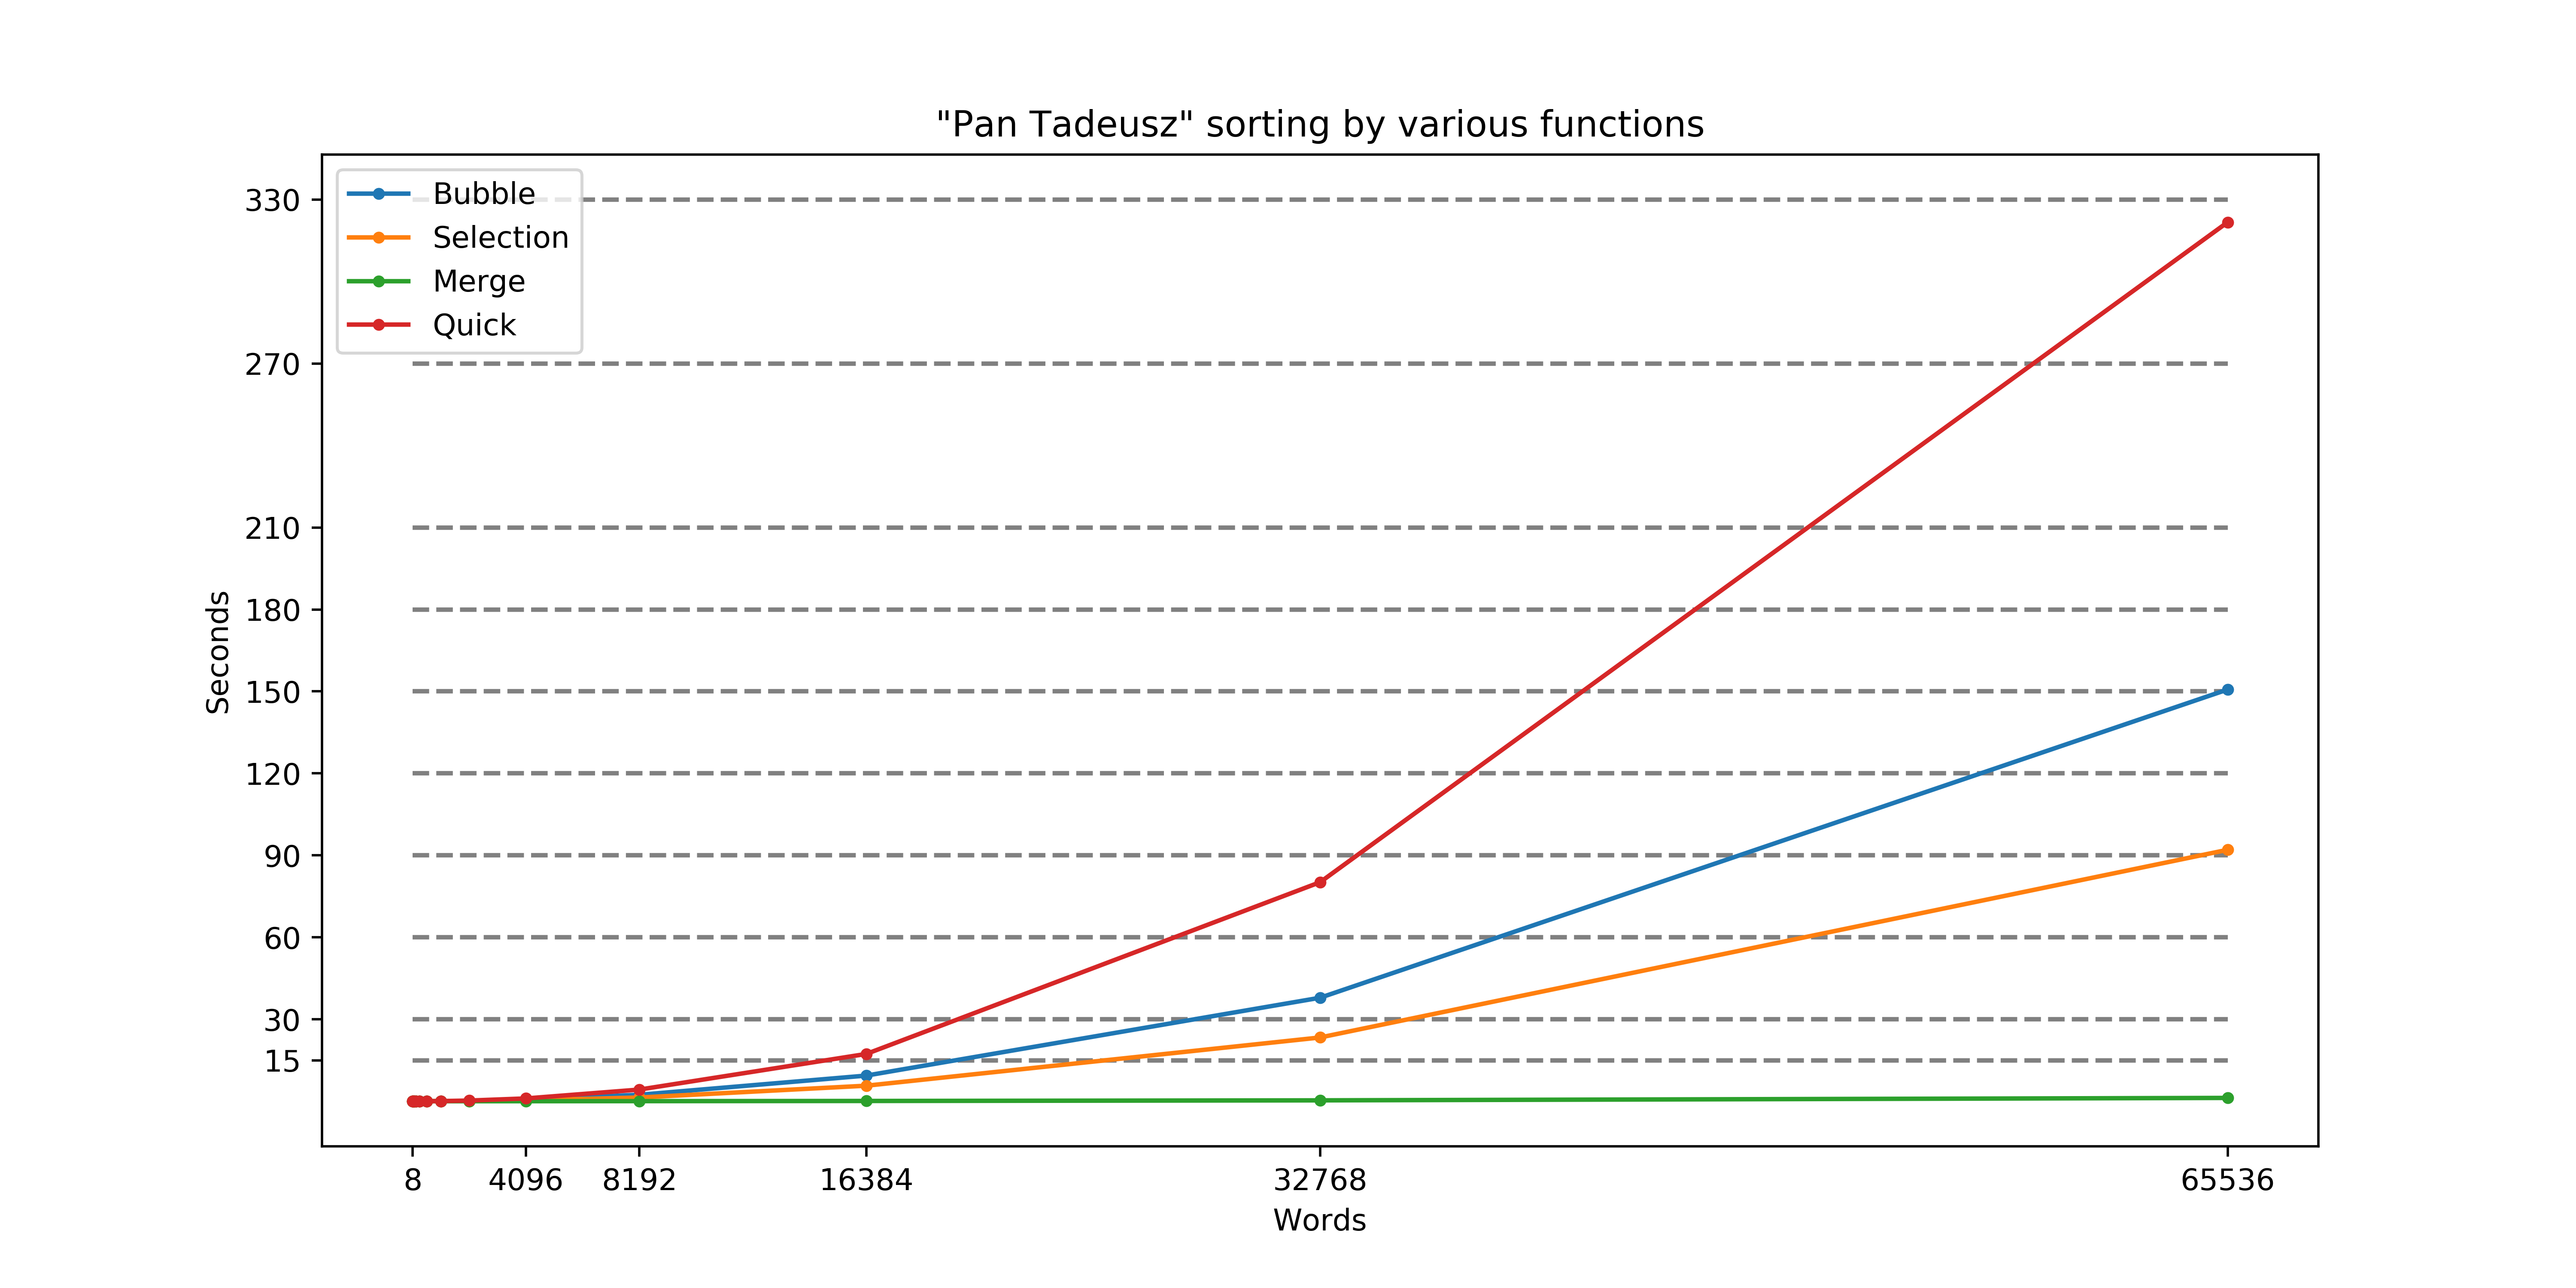 "Pan Tadeusz" sorting by various functions
Bubble
Selection
Merge
Quick
330
270
210
180
150
120
90
60
30
15
Seconds
8 4096 8192 16384 32768 65536
Words